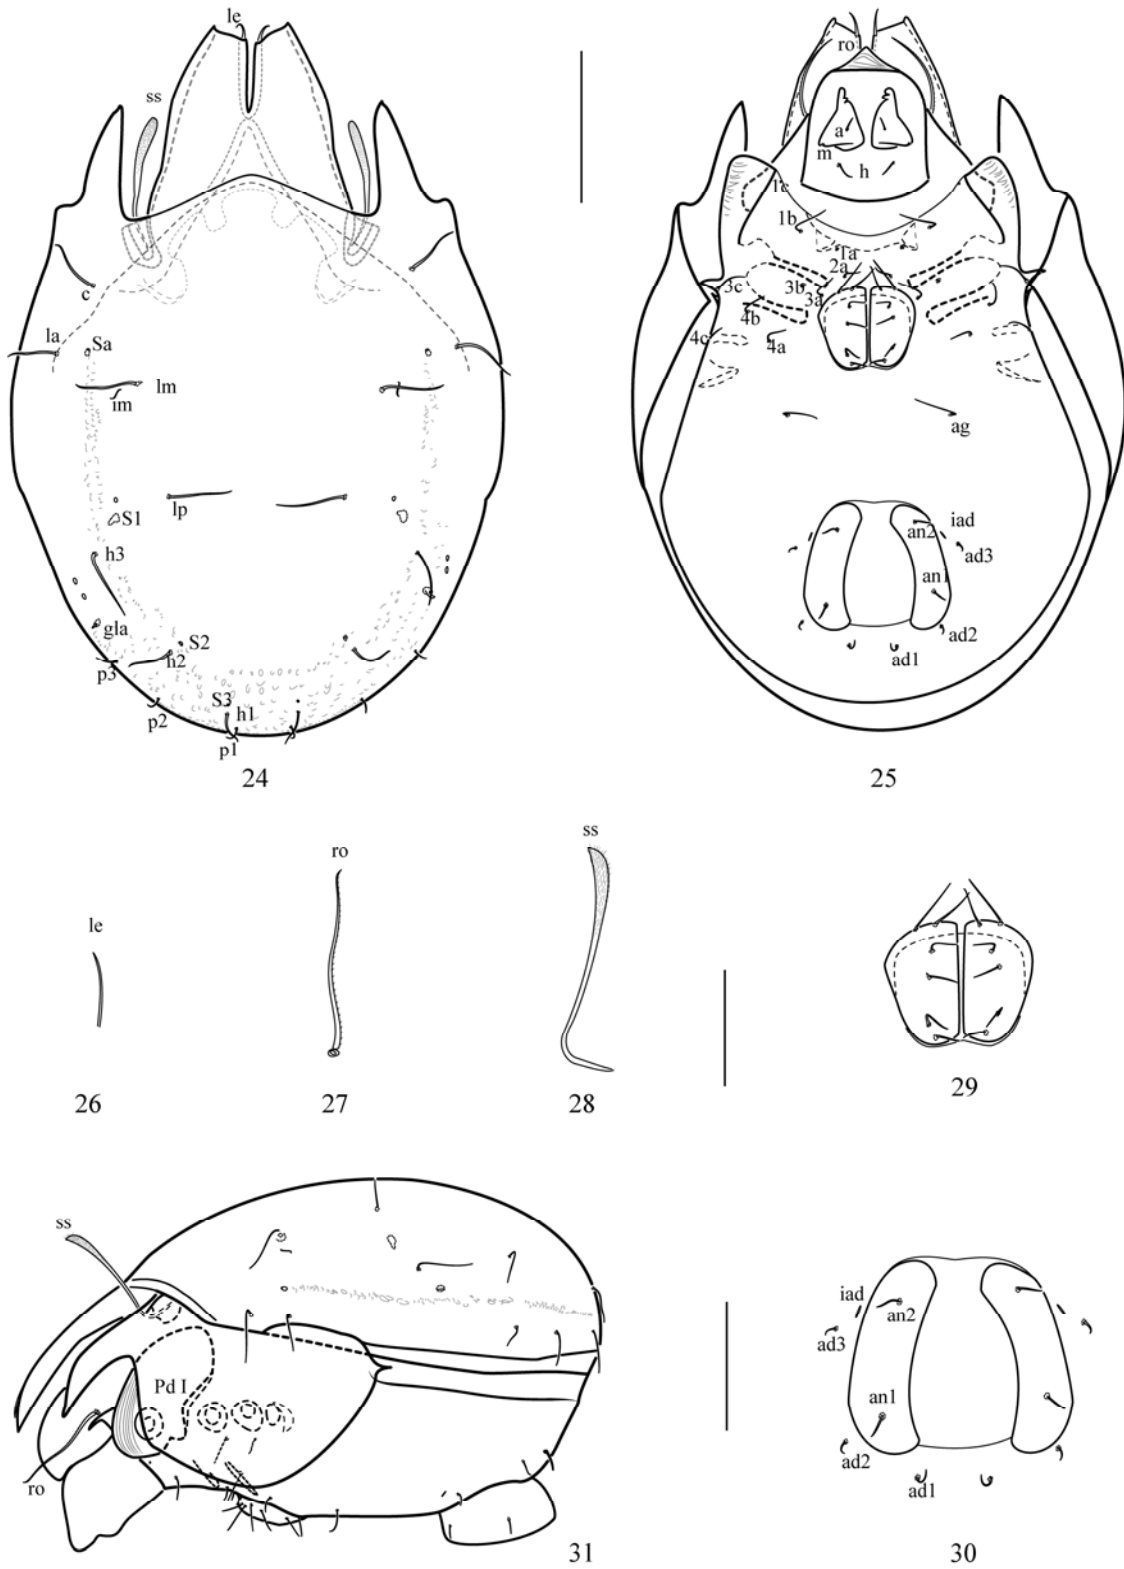 le
ss
c
la
Sa
lm
im
lp
S1
h3
gla
S2
h2
p3
S3
h1
p2
p1
24
ro
a
m
h
1c
1b
1a
2a
3c
3b
3a
4b
4c
4a
ag
an2
iad
ad3
an1
ad2
ad1
25
le
26
ro
27
ss
28
29
ss
Pd I
ro
31
iad
an2
ad3
an1
ad2
ad1
30